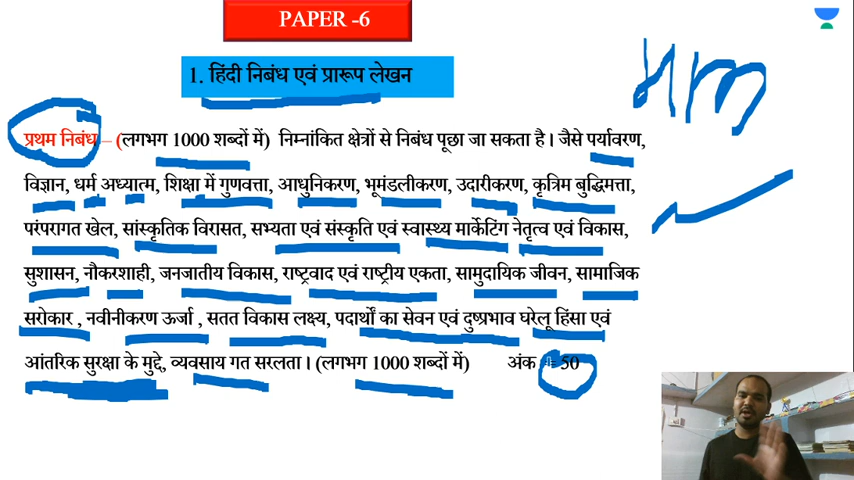 PAPER -6
1. हिंदी निबंध एवं प्रारूप लेखन
प्रथम निबंध – (लगभग 1000 शब्दों में) निम्नांकित क्षेत्रों से निबंध पूछा जा सकता है। जैसे पर्यावरण,
विज्ञान, धर्म अध्यात्म, शिक्षा में गुणवत्ता, आधुनिकरण, भूमंडलीकरण, उदारीकरण, कृत्रिम बुद्धिमत्ता,
परंपरागत खेल, सांस्कृतिक विरासत, सभ्यता एवं संस्कृति एवं स्वास्थ्य मार्केटिंग नेतृत्व एवं विकास,
सुशासन, नौकरशाही, जनजातीय विकास, राष्ट्रवाद एवं राष्ट्रीय एकता, सामुदायिक जीवन, सामाजिक
सरोकार , नवीनीकरण ऊर्जा , सतत विकास लक्ष्य, पदार्थों का सेवन एवं दुष्प्रभाव घरेलू हिंसा एवं
आंतरिक सुरक्षा के मुद्दे, व्यवसाय गत सरलता। (लगभग 1000 शब्दों में) अंक = 50